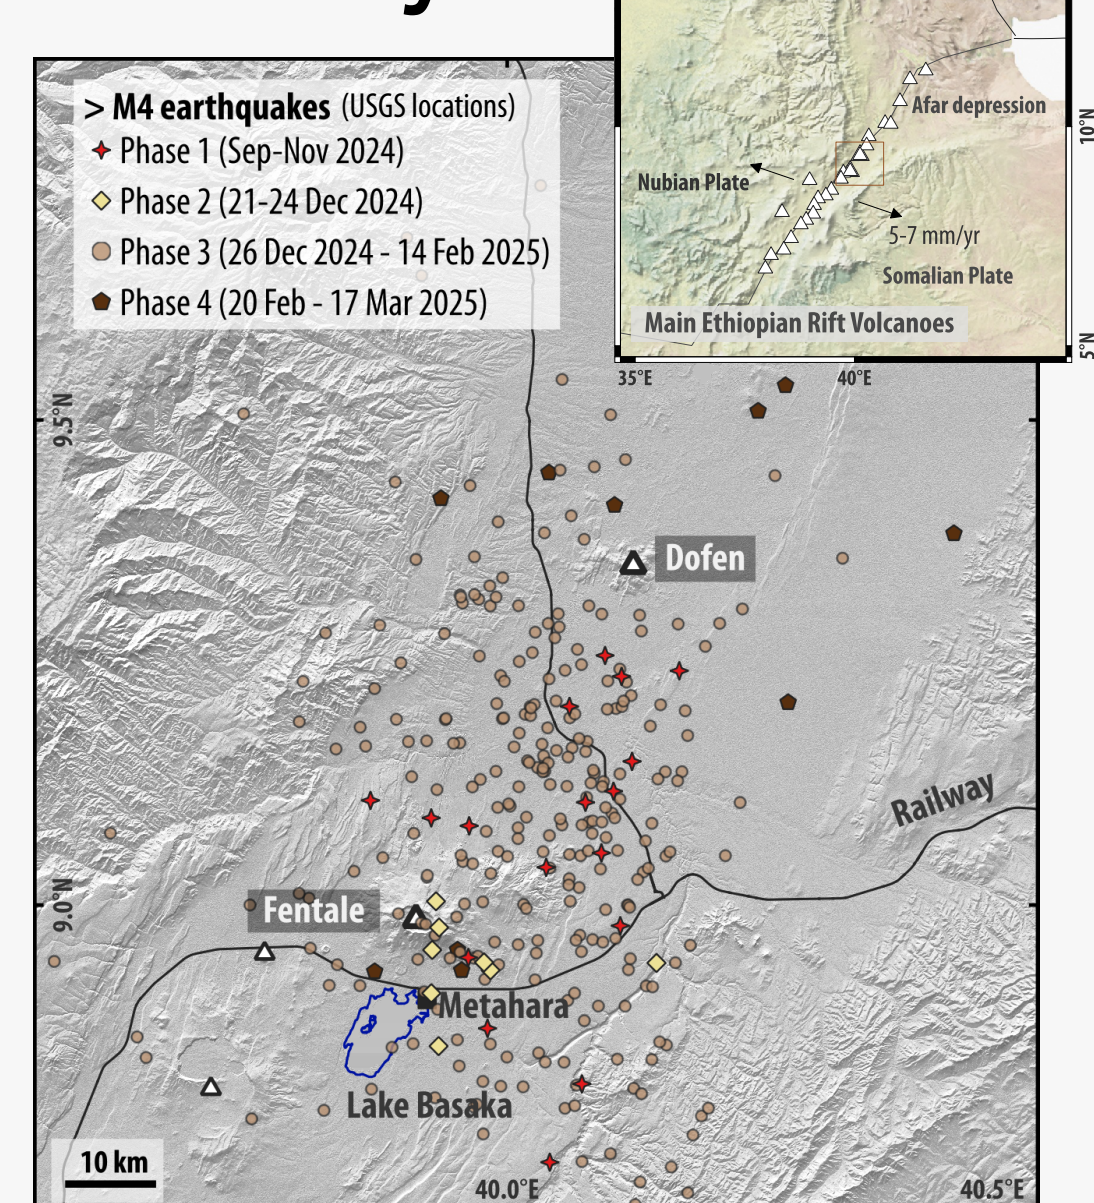 > M4 earthquakes (USGS locations)
Phase 1 (Sep-Nov 2024)
Phase 2 (21-24 Dec 2024)
Phase 3 (26 Dec 2024 - 14 Feb 2025)
Phase 4 (20 Feb - 17 Mar 2025)
Afar depression
10°N
Nubian Plate
5-7 mm/yr
Somalian Plate
Main Ethiopian Rift Volcanoes
5°N
35°E
40°E
9.5°N
Dofen
Railway
9.0°N
Fentale
Metahara
Lake Basaka
10 km
40.0°E
40.5°E